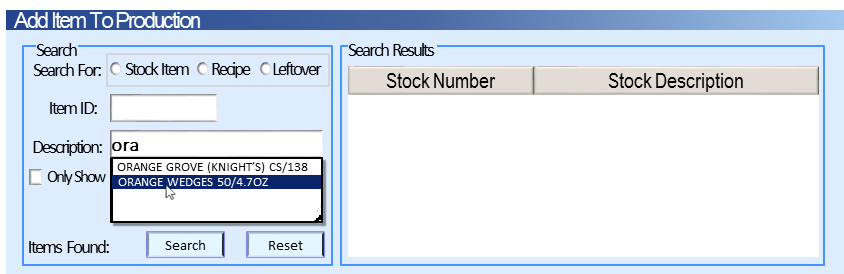 Add Item To Production
Search
Search For: Stock Item Recipe Leftover
Item ID:
Description: ora
ORANGE GROVE (KNIGHT'S) CS/138
ORANGE WEDGES 50/4.7OZ
Only Show
Items Found: Search Reset
Search Results
Stock Number Stock Description